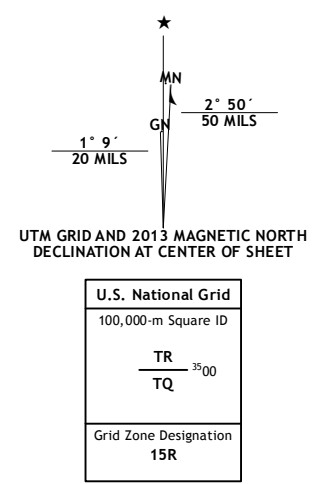 ★
MN
2° 50´
50 MILS
GN
1° 9´
20 MILS
UTM GRID AND 2013 MAGNETIC NORTH
DECLINATION AT CENTER OF SHEET
U.S. National Grid
100,000-m Square ID
TR
3500
TQ
Grid Zone Designation
15R